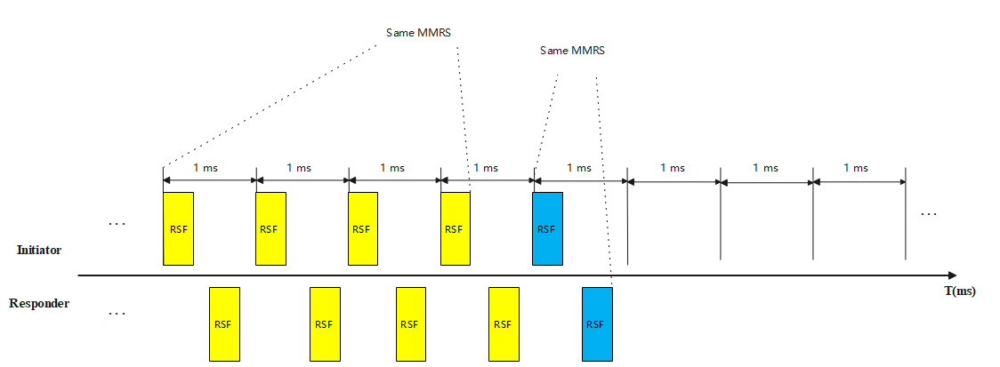 Same MMRS
Same MMRS
1 ms 1 ms 1 ms 1 ms 1 ms 1 ms 1 ms 1 ms
... RSF RSF RSF RSF RSF ...
Initiator
T(ms)
Responder
... RSF RSF RSF RSF RSF